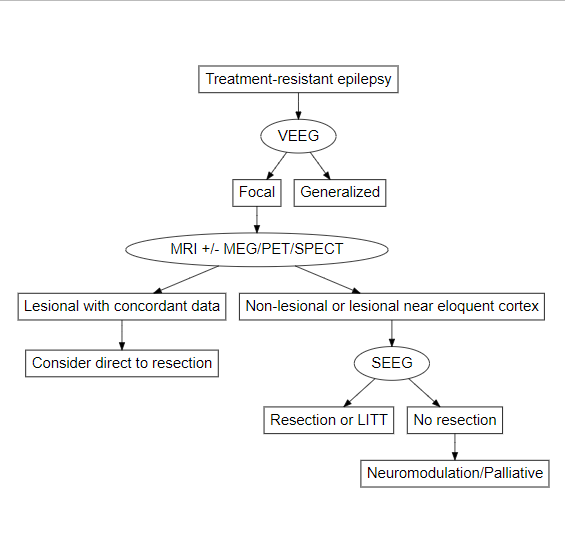 Treatment-resistant epilepsy
VEEG
Focal
Generalized
MRI +/- MEG/PET/SPECT
Lesional with concordant data
Non-lesional or lesional near eloquent cortex
Consider direct to resection
SEEG
Resection or LITT
No resection
Neuromodulation/Palliative